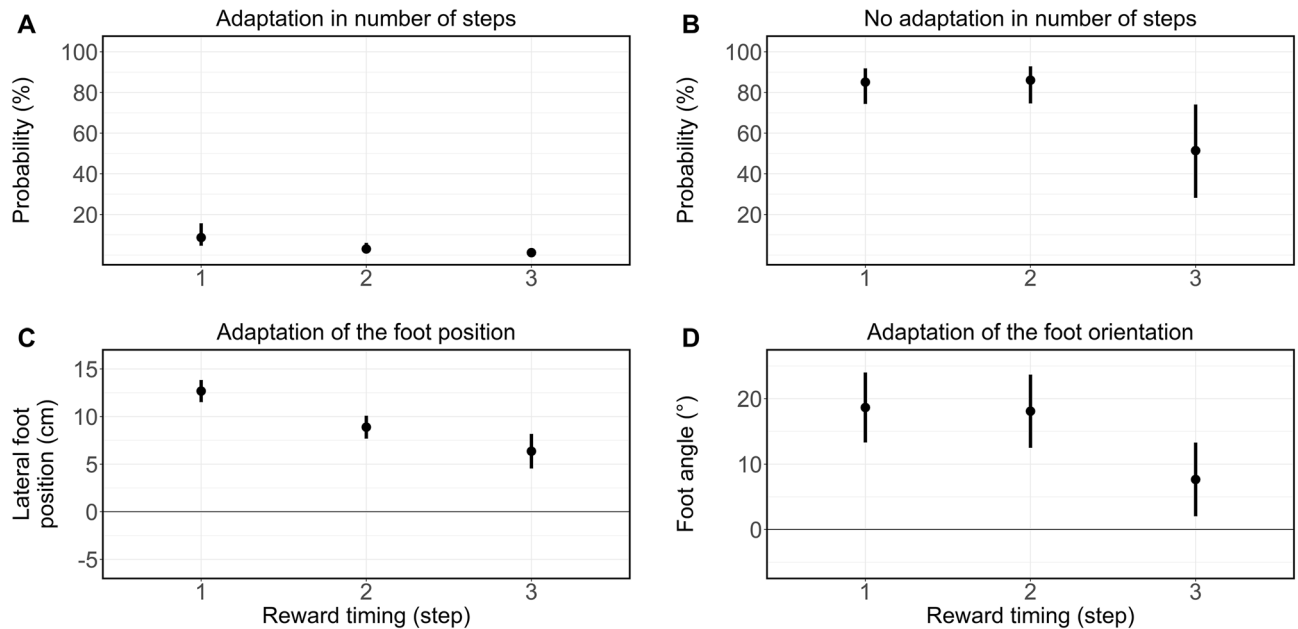 A
Adaptation in number of steps
Probability (%)
100
80
60
40
20
1 2 3
B
No adaptation in number of steps
Probability (%)
100
80
60
40
20
1 2 3
C
Adaptation of the foot position
Lateral foot
position (cm)
15
10
5
0
-5
1 2 3
Reward timing (step)
D
Adaptation of the foot orientation
Foot angle (°)
20
10
0
1 2 3
Reward timing (step)